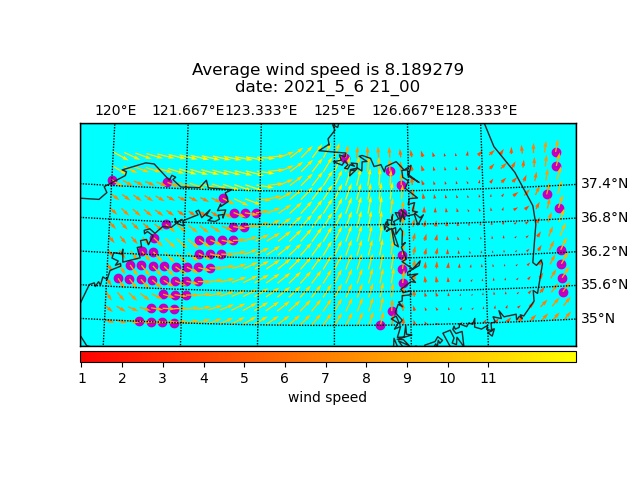 Average wind speed is 8.189279
date: 2021_5_6 21_00
120°E 121.667°E 123.333°E 125°E 126.667°E 128.333°E
37.4°N
36.8°N
36.2°N
35.6°N
35°N
1 2 3 4 5 6 7 8 9 10 11
wind speed